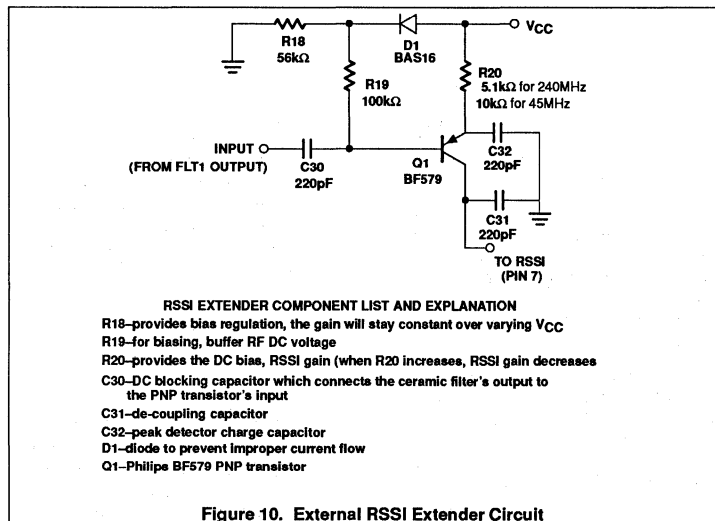 R18
56kΩ
D1
BAS16
VCC
R19
100kΩ
R20
5.1kΩ for 240MHz
10kΩ for 45MHz
INPUT
(FROM FLT1 OUTPUT)
C30
220pF
Q1
BF579
C32
220pF
C31
220pF
TO RSSI
(PIN 7)
RSSI EXTENDER COMPONENT LIST AND EXPLANATION
R18–provides bias regulation, the gain will stay constant over varying VCC
R19–for biasing, buffer RF DC voltage
R20–provides the DC bias, RSSI gain (when R20 increases, RSSI gain decreases
C30–DC blocking capacitor which connects the ceramic filter's output to
the PNP transistor's input
C31–de-coupling capacitor
C32–peak detector charge capacitor
D1–diode to prevent improper current flow
Q1–Philips BF579 PNP transistor
Figure 10. External RSSI Extender Circuit